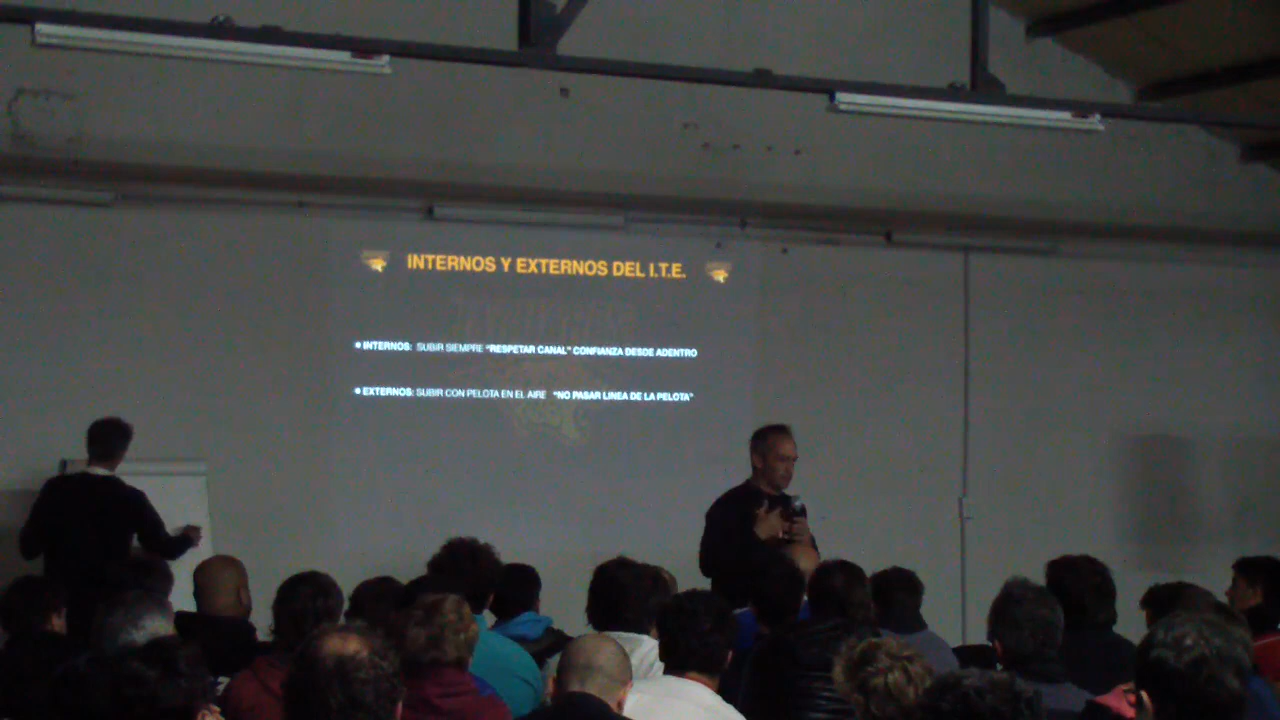 INTERNOS Y EXTERNOS DEL I.T.E.
INTERNOS: SUBIR SIEMPRE "RESPETAR CANAL" CONFIANZA DESDE ADENTRO
EXTERNOS: SUBIR CON PELOTA EN EL AIRE "NO PASAR LINEA DE LA PELOTA"